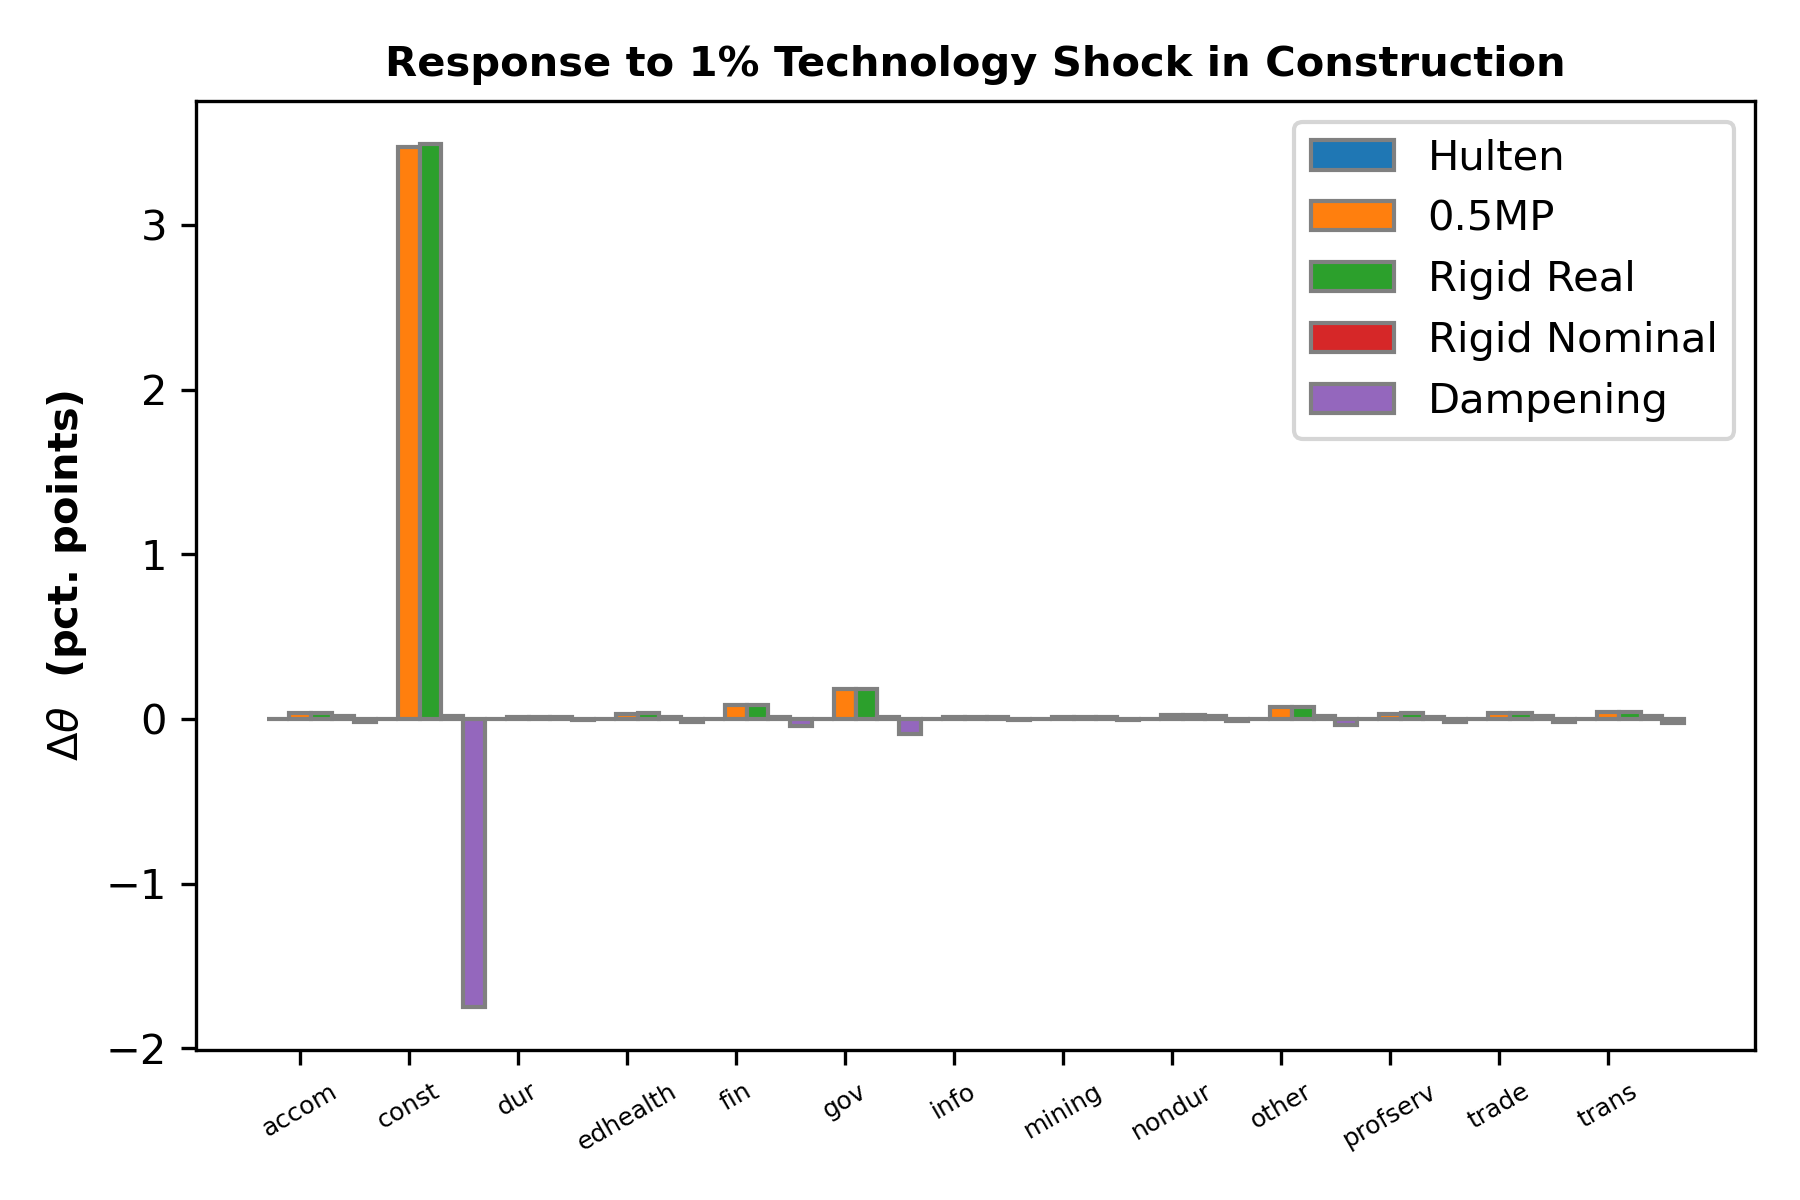 Response to 1% Technology Shock in Construction
Δθ (pct. points)
3
2
1
0
−1
−2
Hulten
0.5MP
Rigid Real
Rigid Nominal
Dampening
accom
const
dur
edhealth
fin
gov
info
mining
nondur
other
profserv
trade
trans